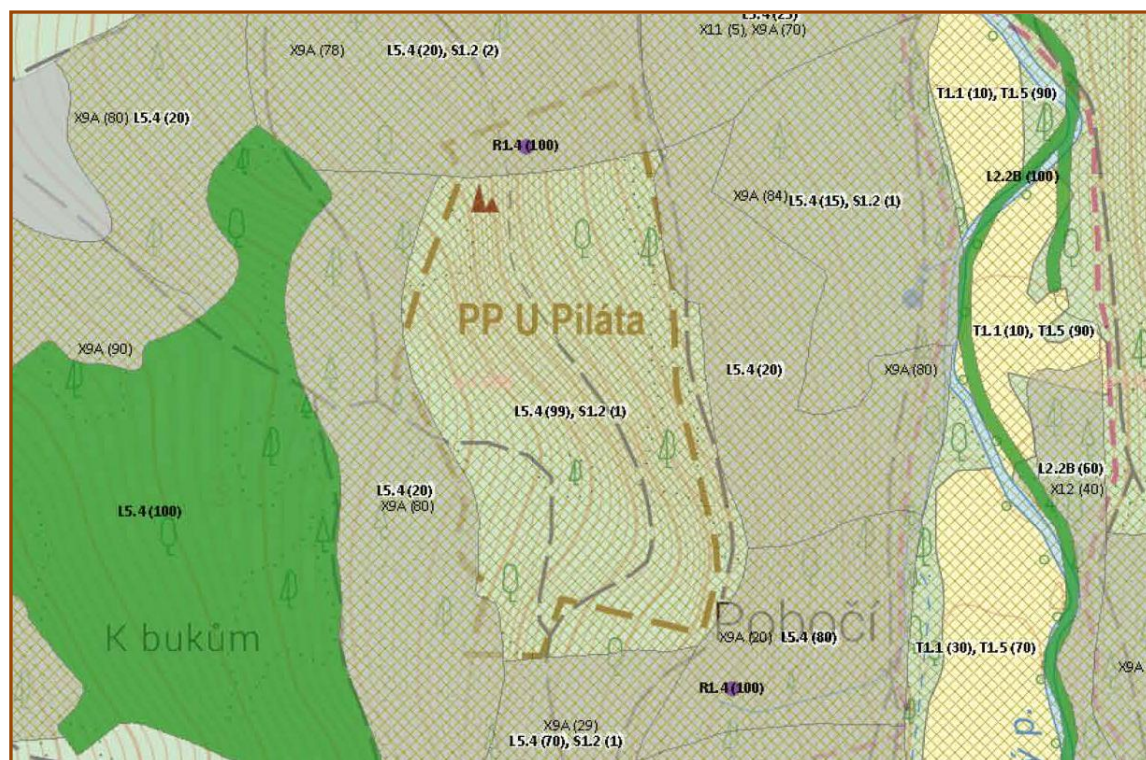 L5.4 (25)
X11 (5), X9A (70)
X9A (78)
L5.4 (20), S1.2 (2)
T1.1 (10), T1.5 (90)
X9A (80) L5.4 (20)
R1.4 (100)
L2.2B (100)
X9A (84) L5.4 (15), S1.2 (1)
PP U Piláta
T1.1 (10), T1.5 (90)
X9A (90)
L5.4 (20)
X9A (80)
L5.4 (99), S1.2 (1)
L2.2B (60)
X12 (40)
L5.4 (20)
X9A (80)
L5.4 (100)
K bukům
Pobočí
X9A (20) L5.4 (80)
T1.1 (30), T1.5 (70)
X9A
R1.4 (100)
X9A (29)
L5.4 (70), S1.2 (1)
ý p.